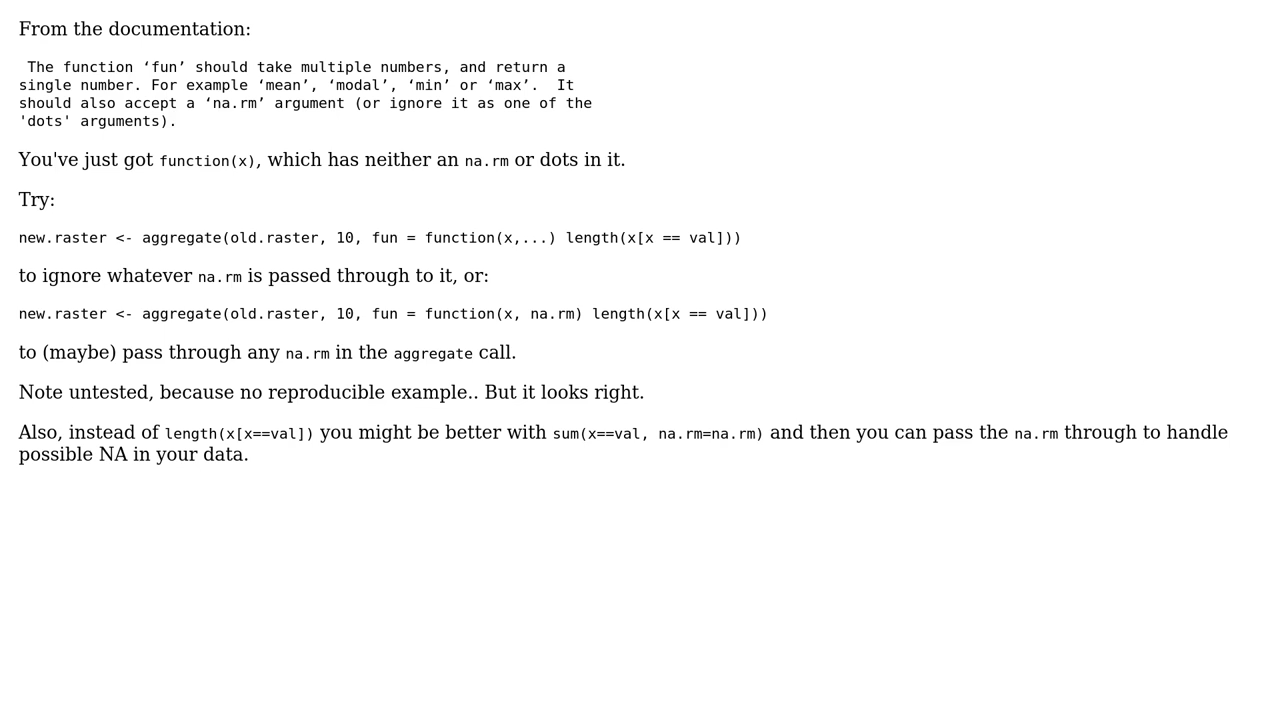 From the documentation:
The function ‘fun’ should take multiple numbers, and return a
single number. For example ‘mean’, ‘modal’, ‘min’ or ‘max’.  It
should also accept a ‘na.rm’ argument (or ignore it as one of the
'dots' arguments).
You've just got function(x), which has neither an na.rm or dots in it.
Try:
new.raster <- aggregate(old.raster, 10, fun = function(x,...) length(x[x == val]))
to ignore whatever na.rm is passed through to it, or:
new.raster <- aggregate(old.raster, 10, fun = function(x, na.rm) length(x[x == val]))
to (maybe) pass through any na.rm in the aggregate call.
Note untested, because no reproducible example.. But it looks right.
Also, instead of length(x[x==val]) you might be better with sum(x==val, na.rm=na.rm) and then you can pass the na.rm through to handle
possible NA in your data.